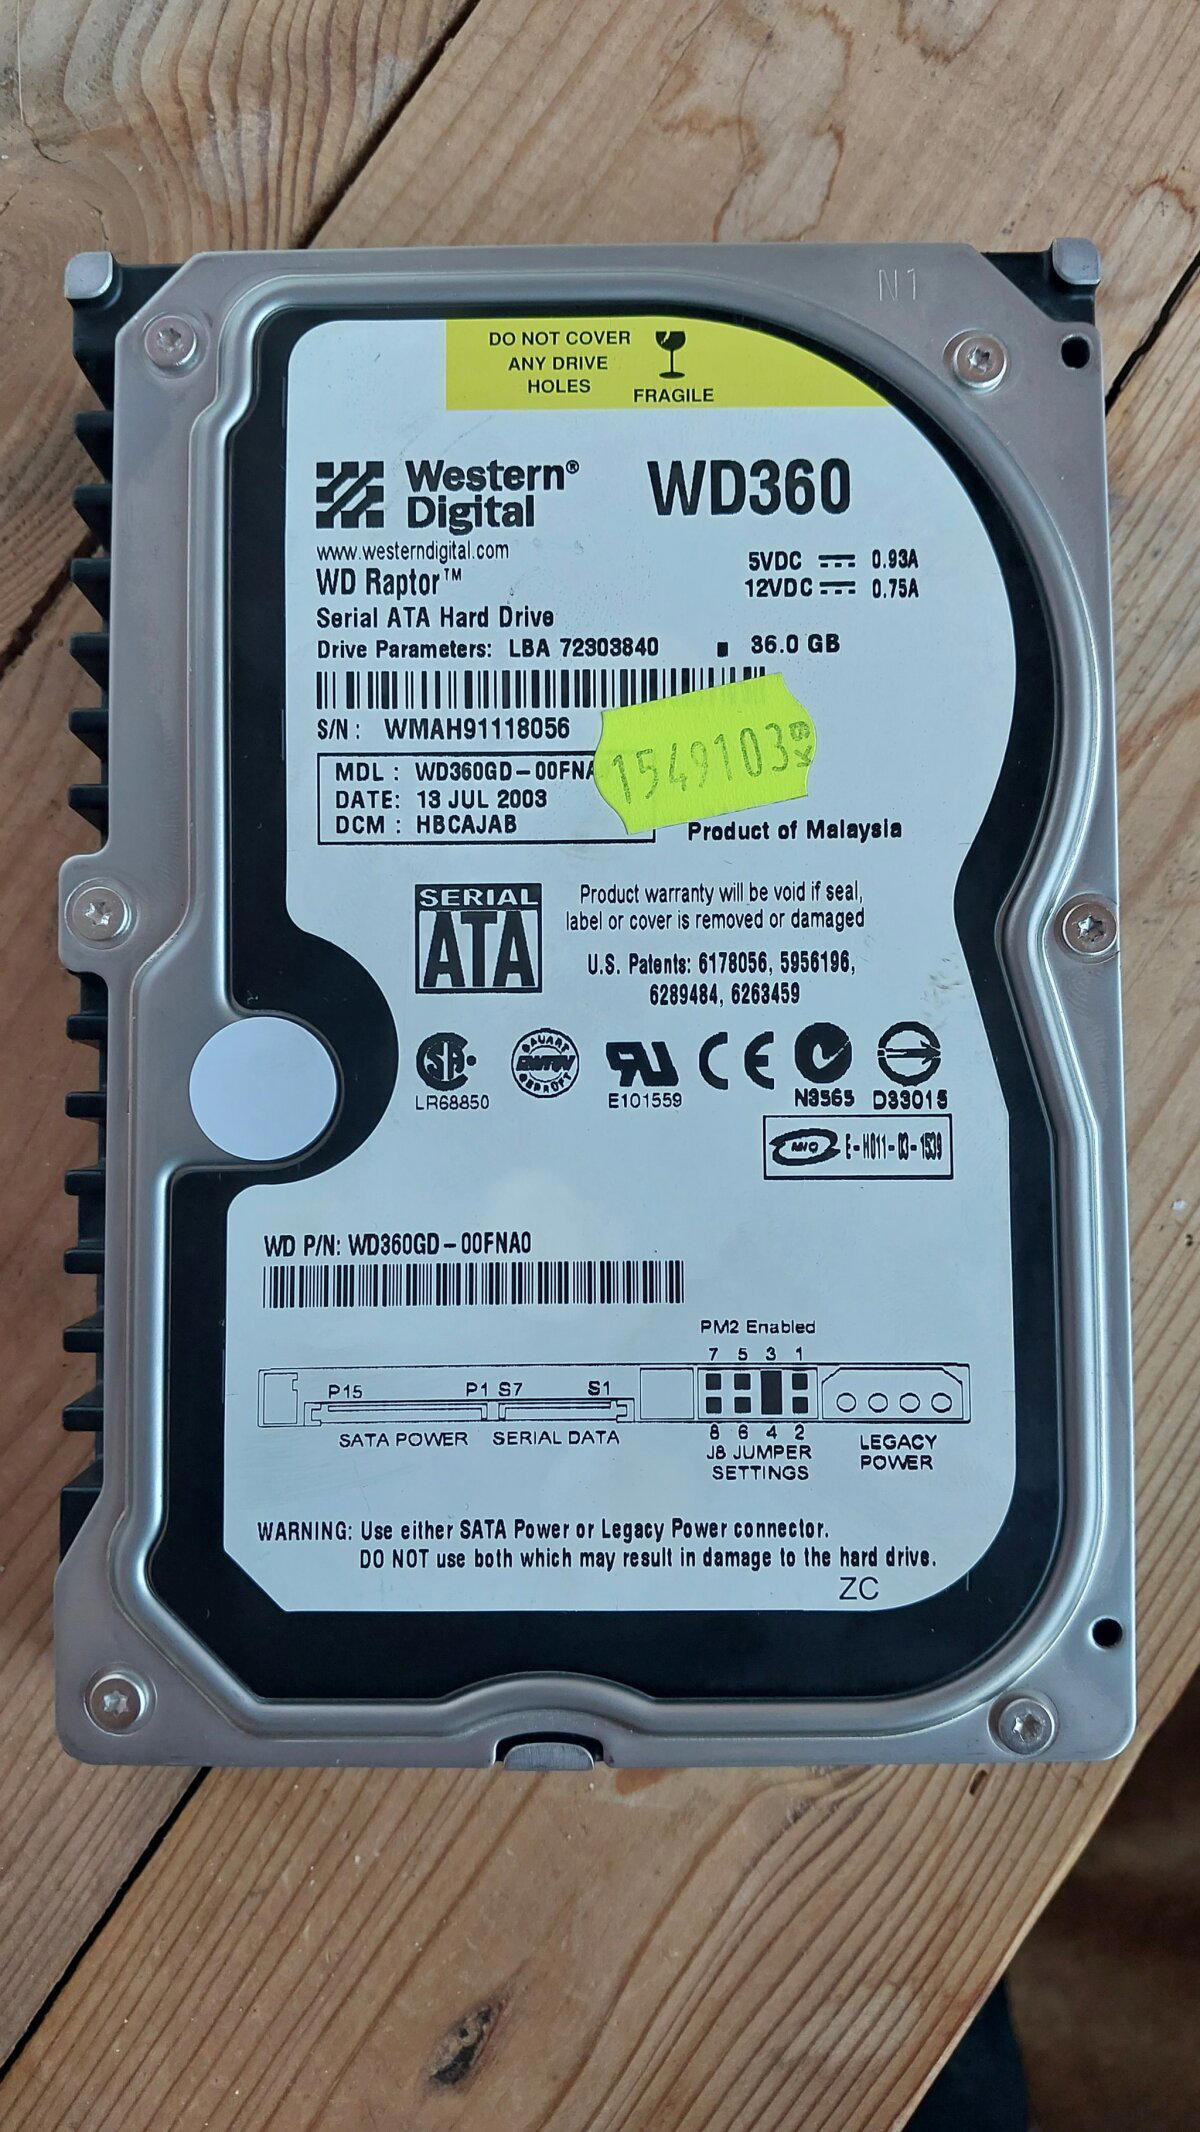 N1
DO NOT COVER
ANY DRIVE
HOLES
FRAGILE
Western®
Digital
WD360
www.westerndigital.com
WD Raptor™
5VDC 0.93A
12VDC 0.75A
Serial ATA Hard Drive
Drive Parameters: LBA 72303840 ■ 36.0 GB
S/N: WMAH91118056
1549103
MDL: WD360GD-00FNA
DATE: 13 JUL 2003
DCM: HBCAJAB
Product of Malaysia
SERIAL
ATA
Product warranty will be void if seal,
label or cover is removed or damaged
U.S. Patents: 6178056, 5956196,
6289484, 6263459
LR68850
E101559
CE
N3565
D33015
MIC E-H011-03-1539
WD P/N: WD360GD-00FNA0
PM2 Enabled
7 5 3 1
P15 P1 S7 S1
8 6 4 2
SATA POWER SERIAL DATA
J8 JUMPER
SETTINGS
LEGACY
POWER
WARNING: Use either SATA Power or Legacy Power connector.
DO NOT use both which may result in damage to the hard drive.
ZC